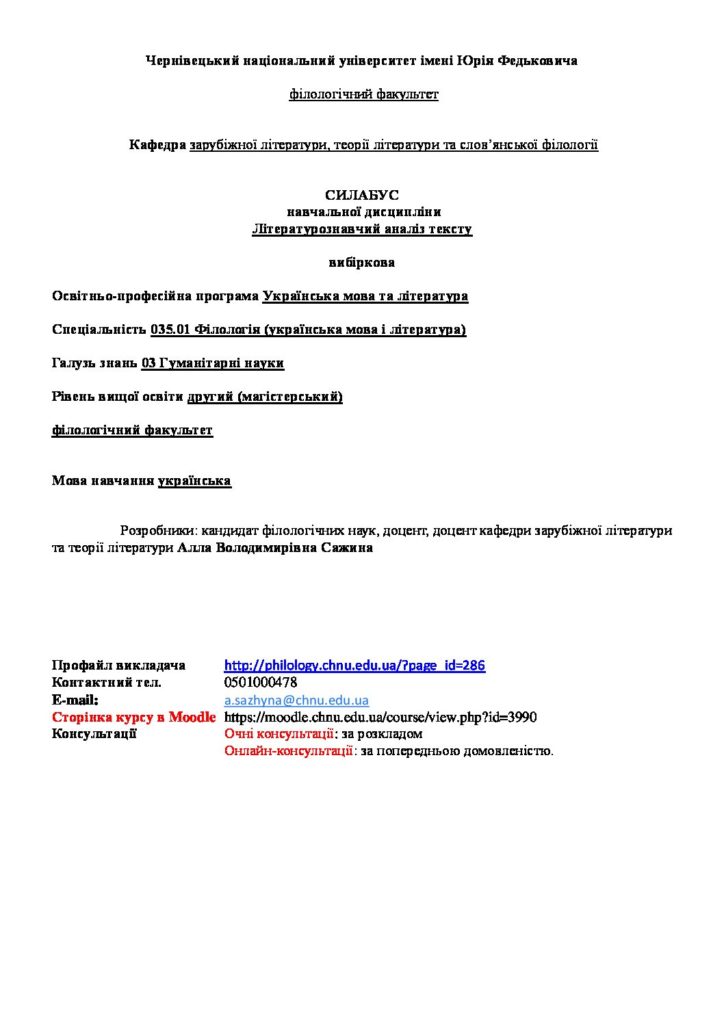 Чернівецький національний університет імені Юрія Федьковича
філологічний факультет
Кафедра зарубіжної літератури, теорії літератури та слов’янської філології
СИЛАБУС
навчальної дисципліни
Літературознавчий аналіз тексту
вибіркова
Освітньо-професійна програма Українська мова та література
Спеціальність 035.01 Філологія (українська мова і література)
Галузь знань 03 Гуманітарні науки
Рівень вищої освіти другий (магістерський)
філологічний факультет
Мова навчання українська
Розробники: кандидат філологічних наук, доцент, доцент кафедри зарубіжної літератури
та теорії літератури Алла Володимирівна Сажина
Профайл викладача http://philology.chnu.edu.ua/?page_id=286
Контактний тел. 0501000478
E-mail: a.sazhyna@chnu.edu.ua
Сторінка курсу в Moodle https://moodle.chnu.edu.ua/course/view.php?id=3990
Консультації Очні консультації: за розкладом
Онлайн-консультації: за попередньою домовленістю.